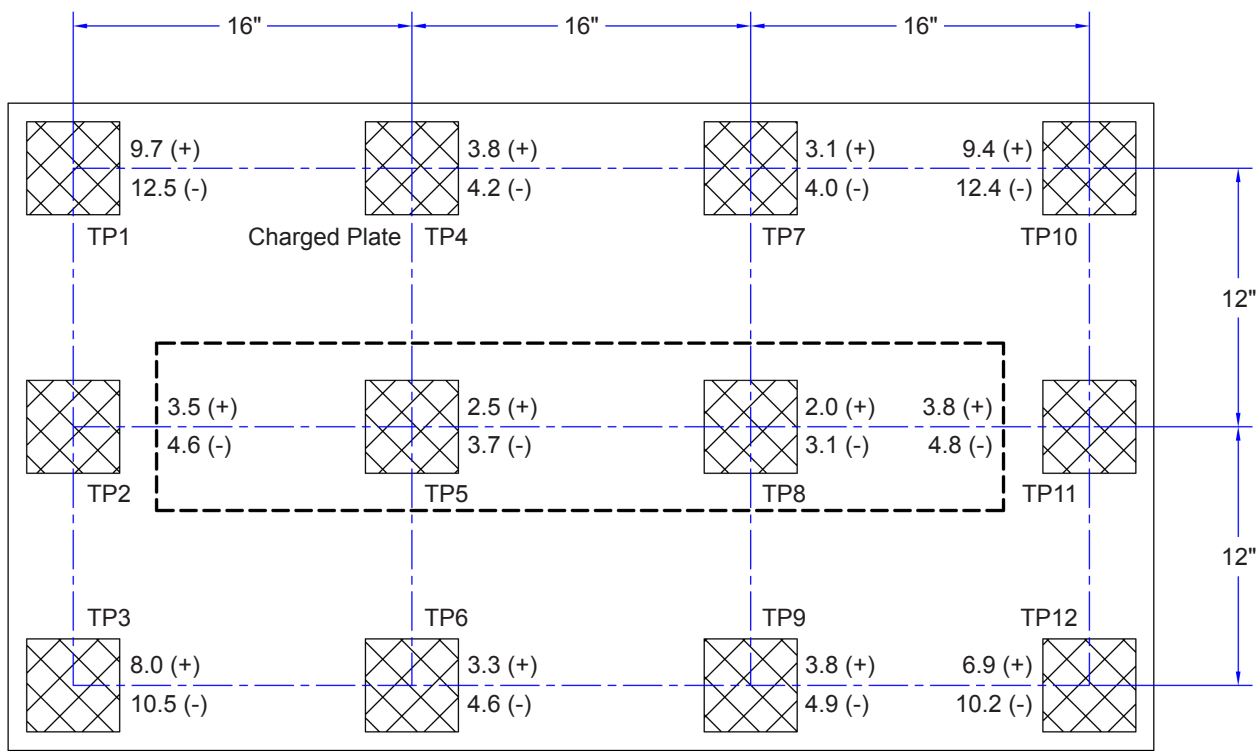 16" 16" 16"
9.7 (+) 3.8 (+) 3.1 (+) 9.4 (+)
12.5 (-) 4.2 (-) 4.0 (-) 12.4 (-)
TP1 Charged Plate TP4 TP7 TP10
12"
3.5 (+) 2.5 (+) 2.0 (+) 3.8 (+)
4.6 (-) 3.7 (-) 3.1 (-) 4.8 (-)
TP2 TP5 TP8 TP11
12"
TP3 TP6 TP9 TP12
8.0 (+) 3.3 (+) 3.8 (+) 6.9 (+)
10.5 (-) 4.6 (-) 4.9 (-) 10.2 (-)